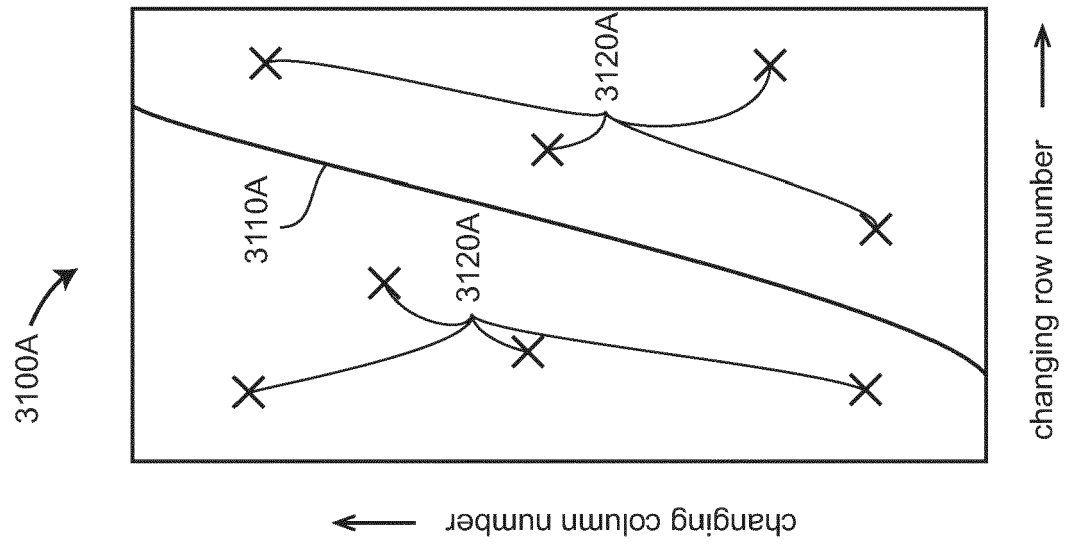 3100A
3110A
3120A
3120A
changing row number
changing column number